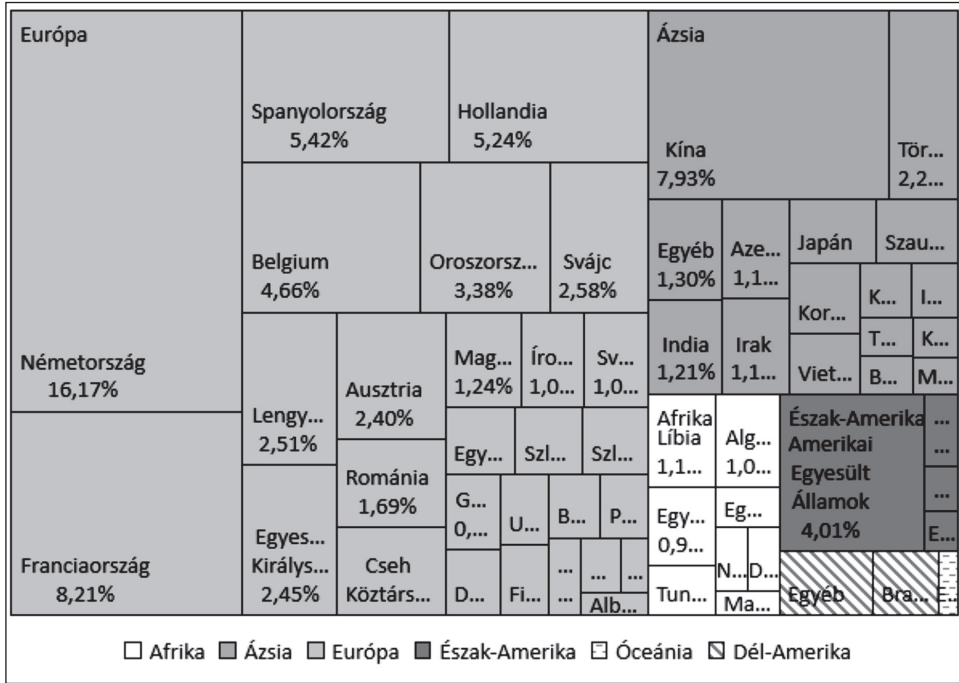 Európa
Németország
16,17%
Franciaország
8,21%
Spanyolország
5,42%
Hollandia
5,24%
Belgium
4,66%
Oroszorsz...
3,38%
Svájc
2,58%
Lengy...
2,51%
Egyes...
Királys...
2,45%
Ausztria
2,40%
Románia
1,69%
Cseh
Köztárs...
Mag...
1,24%
Íro...
1,0...
Sv...
1,0...
Egy...
Szl...
Szl...
G...
0,...
U...
B...
P...
D...
Fi...
...
...
...
...
Alb...
Ázsia
Kína
7,93%
Tör...
2,2...
Egyéb
1,30%
Aze...
1,1...
Japán
Szau...
India
1,21%
Irak
1,1...
Kor...
Viet...
K...
I...
T...
K...
B...
M...
Afrika
Líbia
1,1...
Alg...
1,0...
Egy...
0,9...
Eg...
N...
D...
Tun...
Ma...
Észak-Amerika
Amerikai
Egyesült
Államok
4,01%
...
...
...
E...
Egyéb
Bra...
E...
Afrika Ázsia Európa Észak-Amerika Óceánia Dél-Amerika